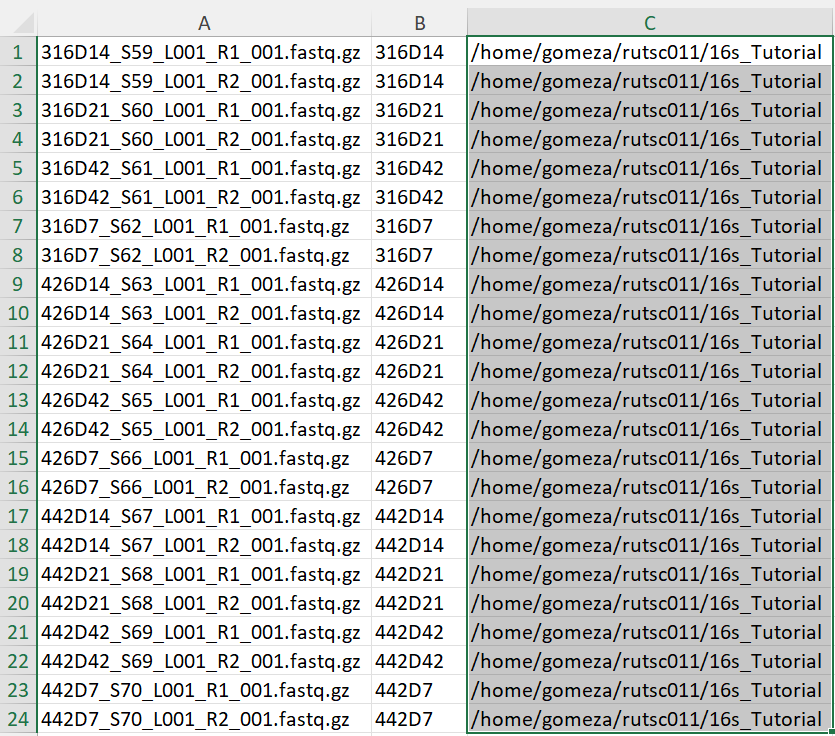 A B C
1 316D14_S59_L001_R1_001.fastq.gz 316D14 /home/gomeza/rutsc011/16s_Tutorial
2 316D14_S59_L001_R2_001.fastq.gz 316D14 /home/gomeza/rutsc011/16s_Tutorial
3 316D21_S60_L001_R1_001.fastq.gz 316D21 /home/gomeza/rutsc011/16s_Tutorial
4 316D21_S60_L001_R2_001.fastq.gz 316D21 /home/gomeza/rutsc011/16s_Tutorial
5 316D42_S61_L001_R1_001.fastq.gz 316D42 /home/gomeza/rutsc011/16s_Tutorial
6 316D42_S61_L001_R2_001.fastq.gz 316D42 /home/gomeza/rutsc011/16s_Tutorial
7 316D7_S62_L001_R1_001.fastq.gz 316D7 /home/gomeza/rutsc011/16s_Tutorial
8 316D7_S62_L001_R2_001.fastq.gz 316D7 /home/gomeza/rutsc011/16s_Tutorial
9 426D14_S63_L001_R1_001.fastq.gz 426D14 /home/gomeza/rutsc011/16s_Tutorial
10 426D14_S63_L001_R2_001.fastq.gz 426D14 /home/gomeza/rutsc011/16s_Tutorial
11 426D21_S64_L001_R1_001.fastq.gz 426D21 /home/gomeza/rutsc011/16s_Tutorial
12 426D21_S64_L001_R2_001.fastq.gz 426D21 /home/gomeza/rutsc011/16s_Tutorial
13 426D42_S65_L001_R1_001.fastq.gz 426D42 /home/gomeza/rutsc011/16s_Tutorial
14 426D42_S65_L001_R2_001.fastq.gz 426D42 /home/gomeza/rutsc011/16s_Tutorial
15 426D7_S66_L001_R1_001.fastq.gz 426D7 /home/gomeza/rutsc011/16s_Tutorial
16 426D7_S66_L001_R2_001.fastq.gz 426D7 /home/gomeza/rutsc011/16s_Tutorial
17 442D14_S67_L001_R1_001.fastq.gz 442D14 /home/gomeza/rutsc011/16s_Tutorial
18 442D14_S67_L001_R2_001.fastq.gz 442D14 /home/gomeza/rutsc011/16s_Tutorial
19 442D21_S68_L001_R1_001.fastq.gz 442D21 /home/gomeza/rutsc011/16s_Tutorial
20 442D21_S68_L001_R2_001.fastq.gz 442D21 /home/gomeza/rutsc011/16s_Tutorial
21 442D42_S69_L001_R1_001.fastq.gz 442D42 /home/gomeza/rutsc011/16s_Tutorial
22 442D42_S69_L001_R2_001.fastq.gz 442D42 /home/gomeza/rutsc011/16s_Tutorial
23 442D7_S70_L001_R1_001.fastq.gz 442D7 /home/gomeza/rutsc011/16s_Tutorial
24 442D7_S70_L001_R2_001.fastq.gz 442D7 /home/gomeza/rutsc011/16s_Tutorial